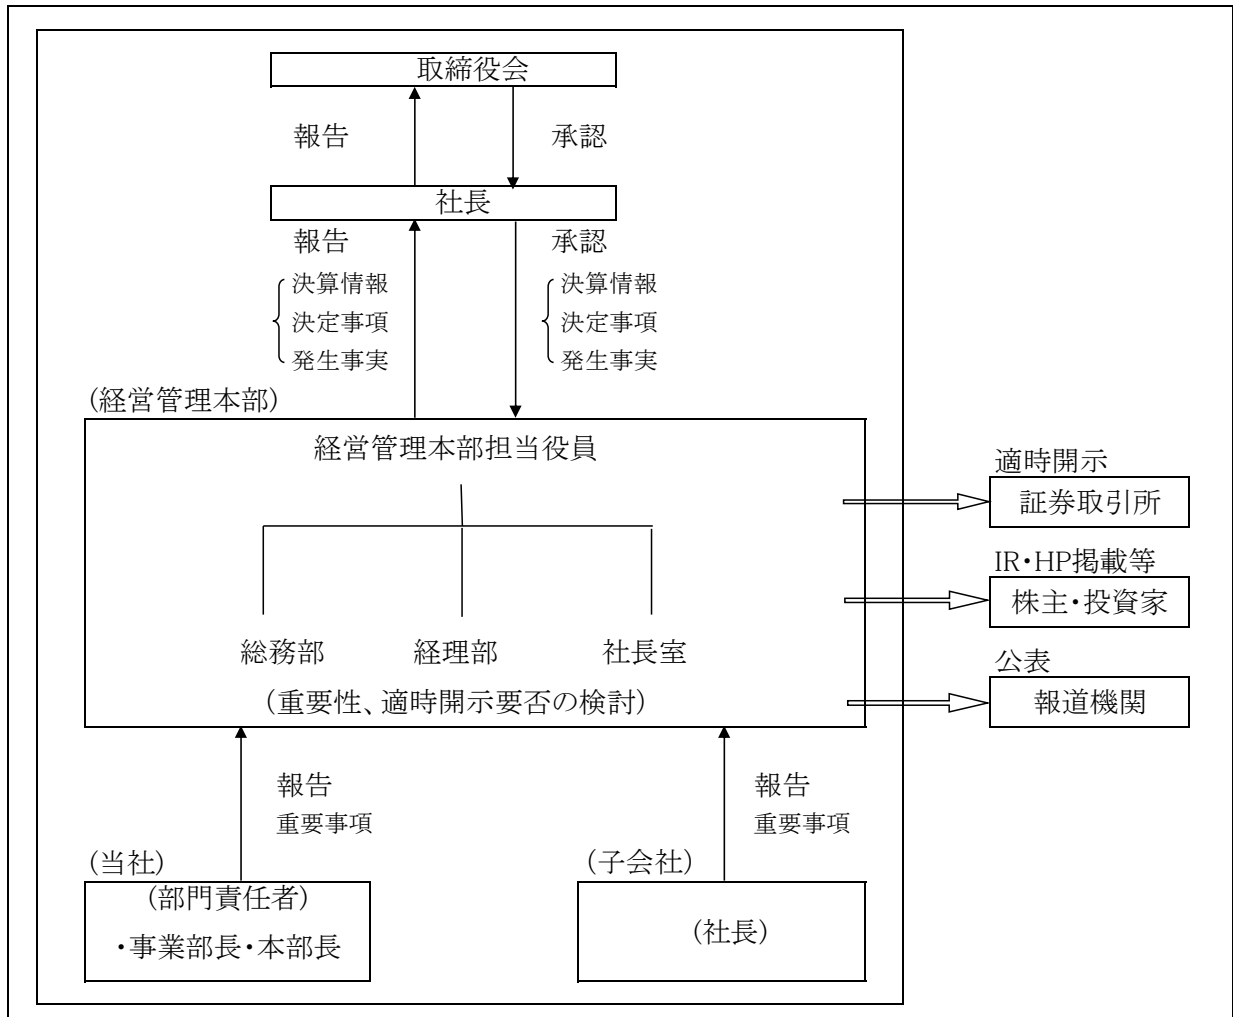 取締役会
報告
承認
社長
報告
承認
決算情報
決定事項
発生事実
決算情報
決定事項
発生事実
(経営管理本部)
経営管理本部担当役員
総務部
経理部
社長室
(重要性、適時開示要否の検討)
適時開示
証券取引所
IR・HP掲載等
株主・投資家
公表
報道機関
報告
重要事項
報告
重要事項
(当社)
(部門責任者)
・事業部長・本部長
(子会社)
(社長)